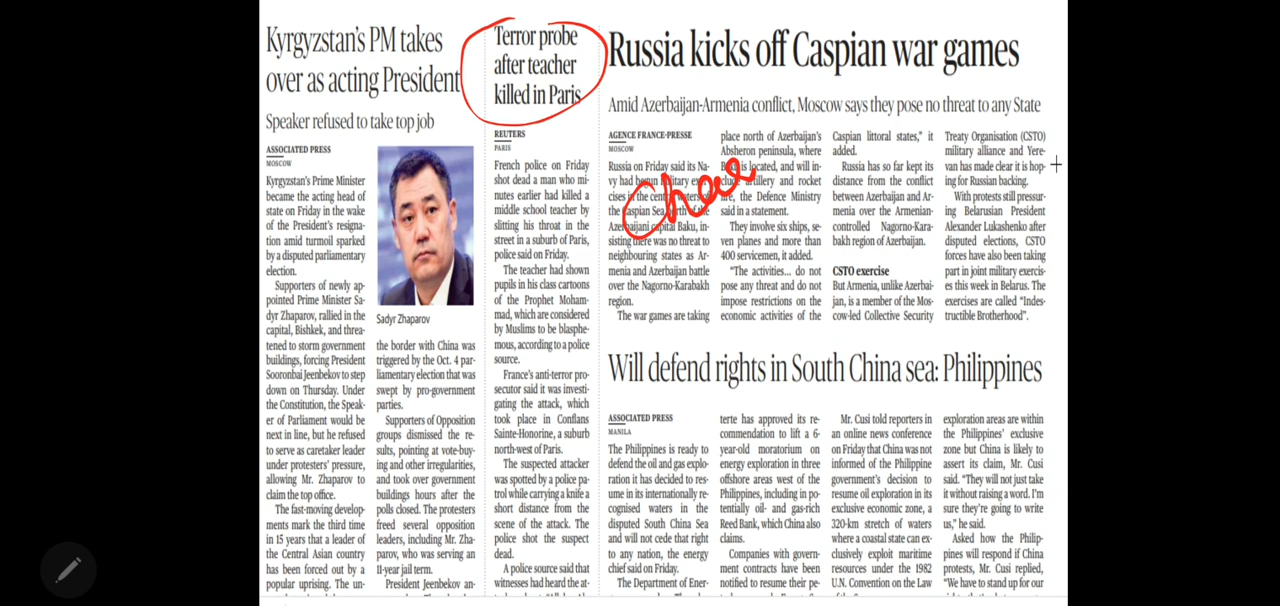 Kyrgyzstan's PM takes
over as acting President
Speaker refused to take top job
ASSOCIATED PRESS
MOSCOW
Kyrgyzstan's Prime Minister
became the acting head of
state on Friday in the wake
of the President's resigna-
tion amid turmoil sparked
by a disputed parliamentary
election.
Supporters of newly ap-
pointed Prime Minister Sa-
dyr Zhaparov, rallied in the
capital, Bishkek, and threa-
tened to storm government
buildings, forcing President
Sooronbai Jeenbekov to step
down on Thursday. Under
the Constitution, the Speak-
er of Parliament would be
next in line, but he refused
to serve as caretaker leader
under protesters' pressure,
allowing Mr. Zhaparov to
claim the top office.
The fast-moving develop-
ments mark the third time
in 15 years that a leader of
the Central Asian country
has been forced out by a
popular uprising. The un-
Sadyr Zhaparov
the border with China was
triggered by the Oct. 4 par-
liamentary election that was
swept by pro-government
parties.
Supporters of Opposition
groups dismissed the re-
sults, pointing at vote-buy-
ing and other irregularities,
and took over government
buildings hours after the
polls closed. The protesters
freed several opposition
leaders, including Mr. Zha-
parov, who was serving an
11-year jail term.
President Jeenbekov an-
Terror probe
after teacher
killed in Paris
REUTERS
PARIS
French police on Friday
shot dead a man who mi-
nutes earlier had killed a
middle school teacher by
slitting his throat in the
street in a suburb of Paris,
police said on Friday.
The teacher had shown
pupils in his class cartoons
of the Prophet Moham-
mad, which are considered
by Muslims to be blasphe-
mous, according to a police
source.
France's anti-terror pro-
secutor said it was investi-
gating the attack, which
took place in Conflans
Sainte-Honorine, a suburb
north-west of Paris.
The suspected attacker
was spotted by a police pa-
trol while carrying a knife a
short distance from the
scene of the attack. The
police shot the suspect
dead.
A police source said that
witnesses had heard the at-
Russia kicks off Caspian war games
Amid Azerbaijan-Armenia conflict, Moscow says they pose no threat to any State
AGENCE FRANCE-PRESSE
MOSCOW
Russia on Friday said its Na-
vy had begun military exer-
cises in the central waters of
the Caspian Sea north of the
Azerbaijani capital Baku, in-
sisting there was no threat to
neighbouring states as Ar-
menia and Azerbaijan battle
over the Nagorno-Karabakh
region.
The war games are taking
place north of Azerbaijan's
Absheron peninsula, where
Baku is located, and will in-
clude artillery and rocket
fire, the Defence Ministry
said in a statement.
They involve six ships, se-
ven planes and more than
400 servicemen, it added.
"The activities... do not
pose any threat and do not
impose restrictions on the
economic activities of the
Caspian littoral states," it
added.
Russia has so far kept its
distance from the conflict
between Azerbaijan and Ar-
menia over the Armenian-
controlled Nagorno-Kara-
bakh region of Azerbaijan.
CSTO exercise
But Armenia, unlike Azerbai-
jan, is a member of the Mos-
cow-led Collective Security
Treaty Organisation (CSTO)
military alliance and Yere-
van has made clear it is hop-
ing for Russian backing.
With protests still pressur-
ing Belarusian President
Alexander Lukashenko after
disputed elections, CSTO
forces have also been taking
part in joint military exercis-
es this week in Belarus. The
exercises are called "Indes-
tructible Brotherhood".
Will defend rights in South China sea: Philippines
ASSOCIATED PRESS
MANILA
The Philippines is ready to
defend the oil and gas explo-
ration it has decided to res-
ume in its internationally re-
cognised waters in the
disputed South China Sea
and will not cede that right
to any nation, the energy
chief said on Friday.
The Department of Ener-
terte has approved its re-
commendation to lift a 6-
year-old moratorium on
energy exploration in three
offshore areas west of the
Philippines, including in po-
tentially oil- and gas-rich
Reed Bank, which China also
claims.
Companies with govern-
ment contracts have been
notified to resume their pe-
Mr. Cusi told reporters in
an online news conference
on Friday that China was not
informed of the Philippine
government's decision to
resume oil exploration in its
exclusive economic zone, a
320-km stretch of waters
where a coastal state can ex-
clusively exploit maritime
resources under the 1982
U.N. Convention on the Law
exploration areas are within
the Philippines' exclusive
zone but China is likely to
assert its claim, Mr. Cusi
said. "They will not just take
it without raising a word. I'm
sure they're going to write
us," he said.
Asked how the Philip-
pines will respond if China
protests, Mr. Cusi replied,
"We have to stand up for our